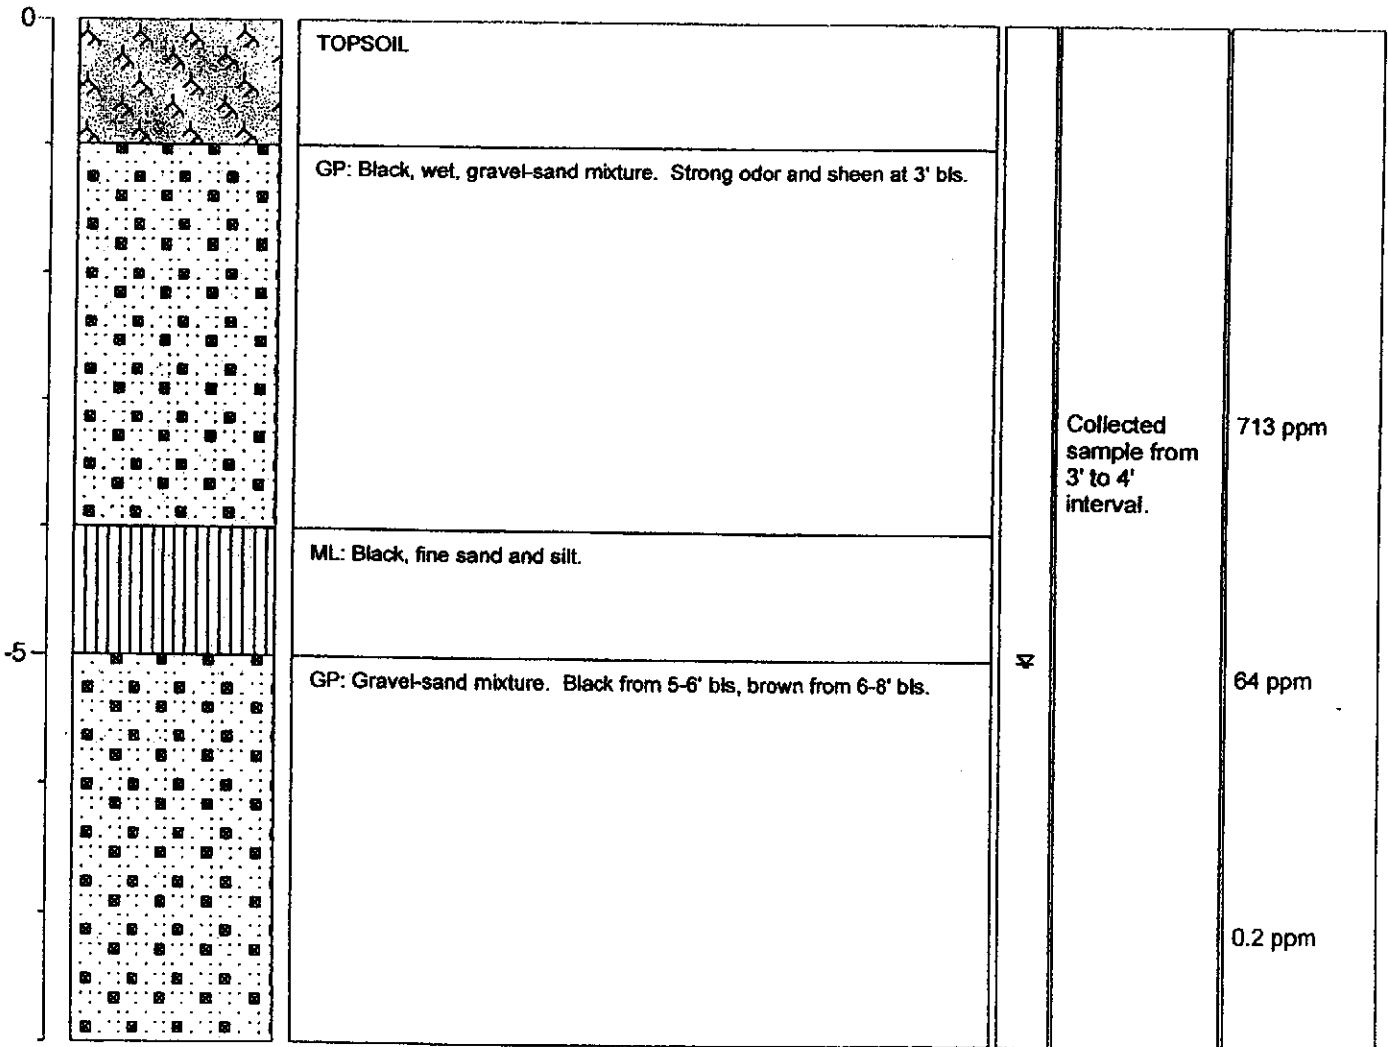 0
TOPSOIL
GP: Black, wet, gravel-sand mixture. Strong odor and sheen at 3' bls.
Collected
sample from
3' to 4'
interval.
713 ppm
ML: Black, fine sand and silt.
-5
GP: Gravel-sand mixture. Black from 5-6' bls, brown from 6-8' bls.
64 ppm
0.2 ppm